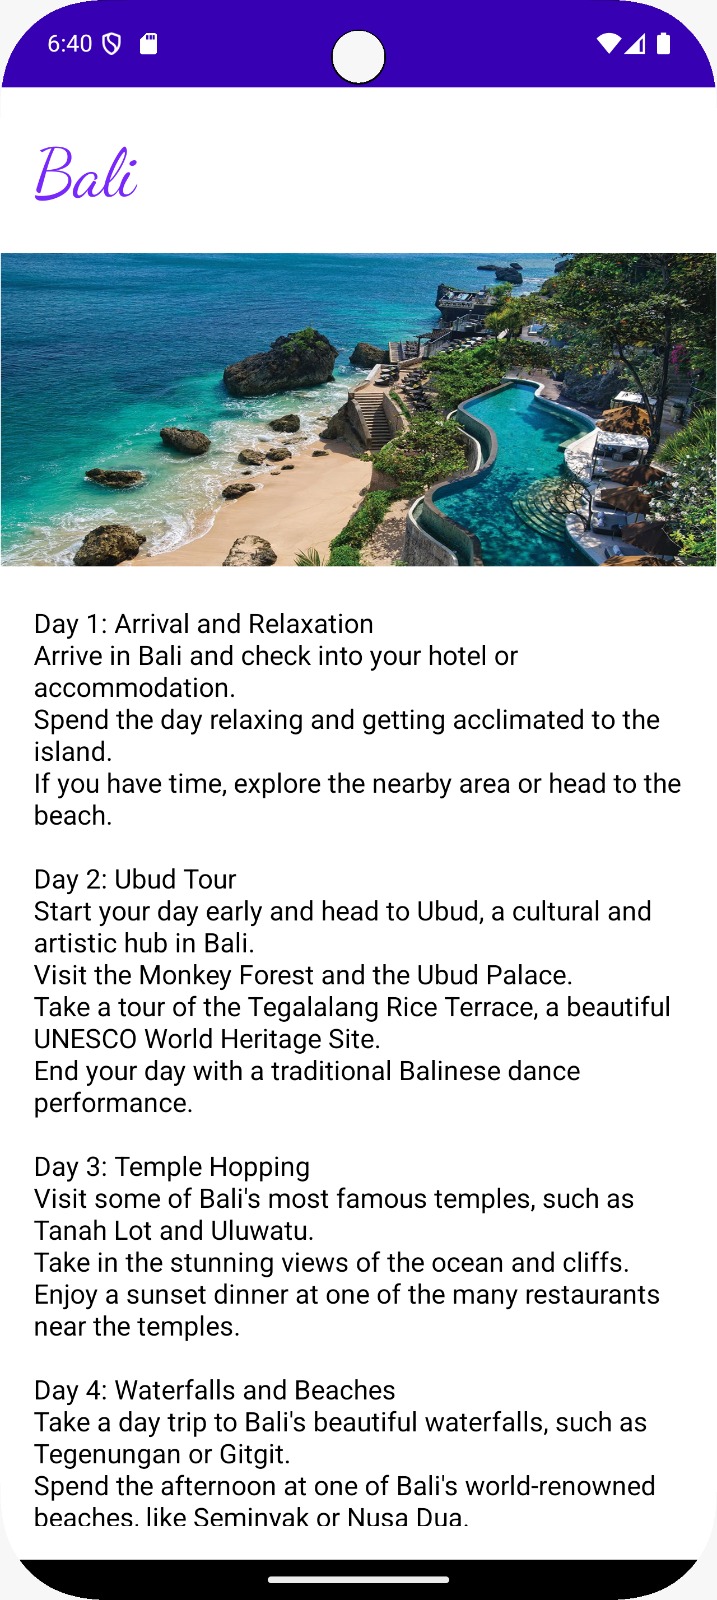 6:40
Bali
Day 1: Arrival and Relaxation
Arrive in Bali and check into your hotel or
accommodation.
Spend the day relaxing and getting acclimated to the
island.
If you have time, explore the nearby area or head to the
beach.
Day 2: Ubud Tour
Start your day early and head to Ubud, a cultural and
artistic hub in Bali.
Visit the Monkey Forest and the Ubud Palace.
Take a tour of the Tegalalang Rice Terrace, a beautiful
UNESCO World Heritage Site.
End your day with a traditional Balinese dance
performance.
Day 3: Temple Hopping
Visit some of Bali's most famous temples, such as
Tanah Lot and Uluwatu.
Take in the stunning views of the ocean and cliffs.
Enjoy a sunset dinner at one of the many restaurants
near the temples.
Day 4: Waterfalls and Beaches
Take a day trip to Bali's beautiful waterfalls, such as
Tegenungan or Gitgit.
Spend the afternoon at one of Bali's world-renowned
beaches, like Seminyak or Nusa Dua.